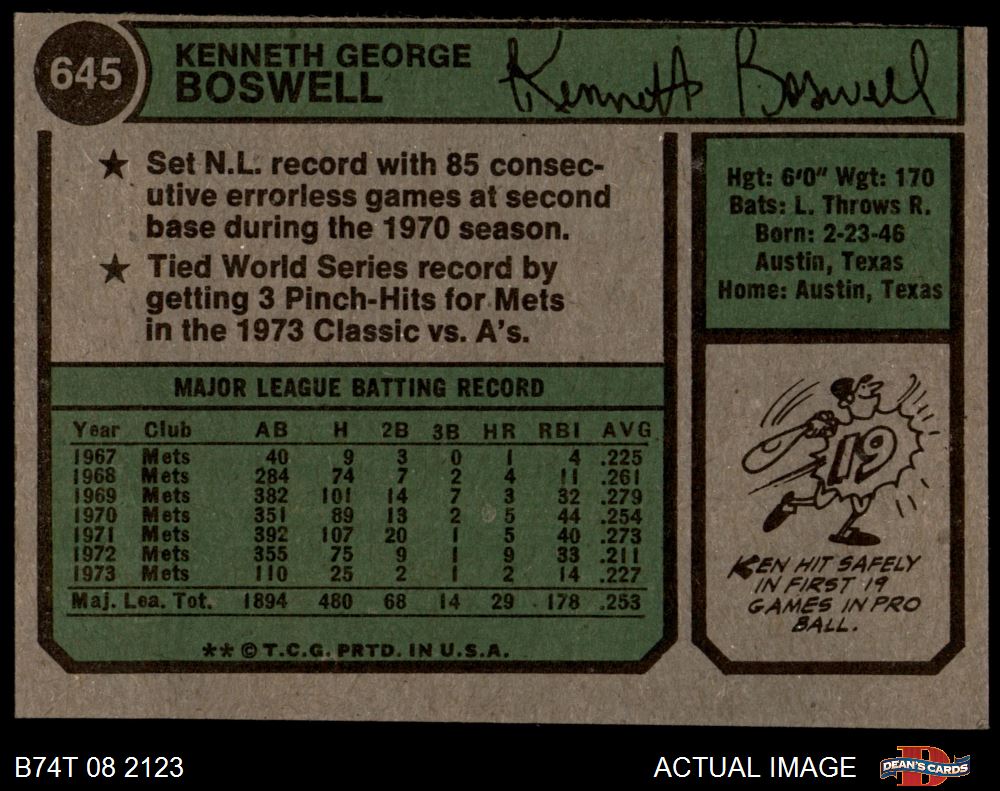 645
KENNETH GEORGE
BOSWELL
Kenneth Boswell
★ Set N.L. record with 85 consec-
utive errorless games at second
base during the 1970 season.
★ Tied World Series record by
getting 3 Pinch-Hits for Mets
in the 1973 Classic vs. A's.
Hgt: 6'0" Wgt: 170
Bats: L. Throws R.
Born: 2-23-46
Austin, Texas
Home: Austin, Texas
MAJOR LEAGUE BATTING RECORD
Year Club AB H 2B 3B HR RBI AVG
1967 Mets 40 9 3 0 1 4 .225
1968 Mets 284 74 7 2 4 11 .261
1969 Mets 382 101 14 7 3 32 .279
1970 Mets 351 89 13 2 5 44 .254
1971 Mets 392 107 20 1 5 40 .273
1972 Mets 355 75 9 1 9 33 .211
1973 Mets 110 25 2 1 2 14 .227
Maj. Lea. Tot. 1894 480 68 14 29 178 .253
** © T.C.G. PRTD. IN U.S.A.
19
KEN HIT SAFELY
IN FIRST 19
GAMES IN PRO
BALL.
B74T 08 2123
ACTUAL IMAGE
D
DEAN'S CARDS